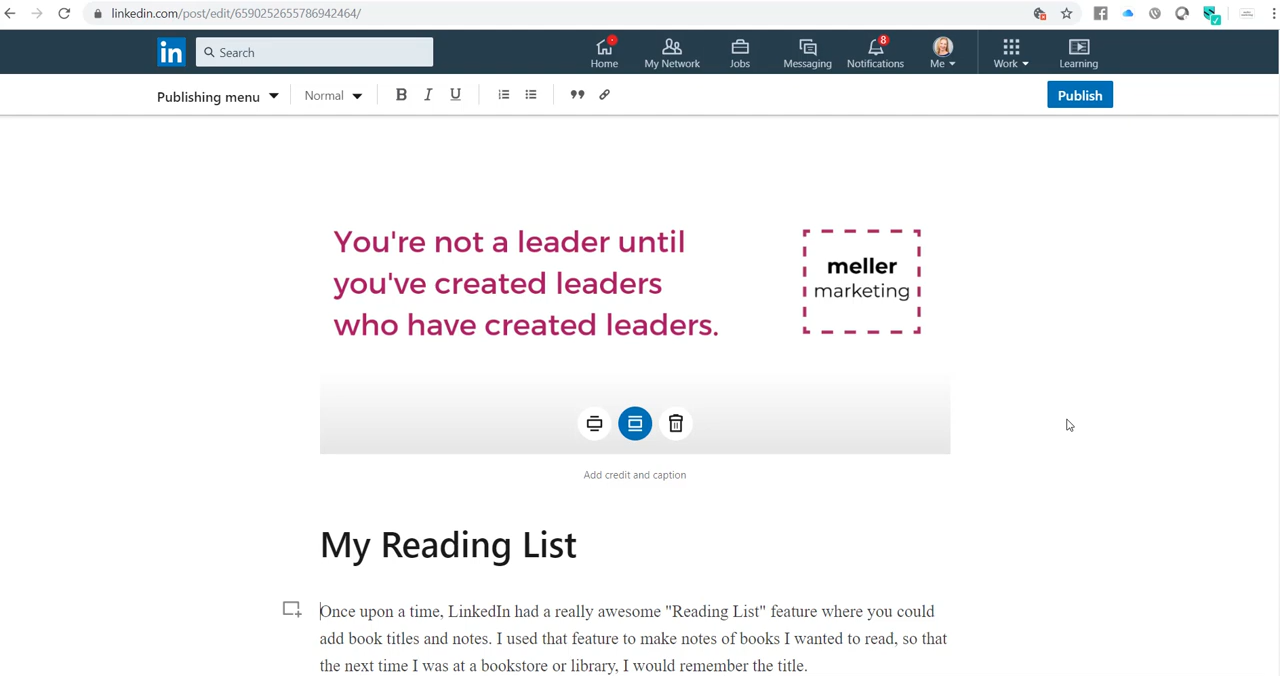 linkedin.com/post/edit/6590252655786942464/
in
Search
Home
My Network
Jobs
Messaging
8
Notifications
Me
Work
Learning
Publishing menu
Normal
B I U
Publish
You're not a leader until
you've created leaders
who have created leaders.
meller
marketing
Add credit and caption
My Reading List
Once upon a time, LinkedIn had a really awesome "Reading List" feature where you could
add book titles and notes. I used that feature to make notes of books I wanted to read, so that
the next time I was at a bookstore or library, I would remember the title.